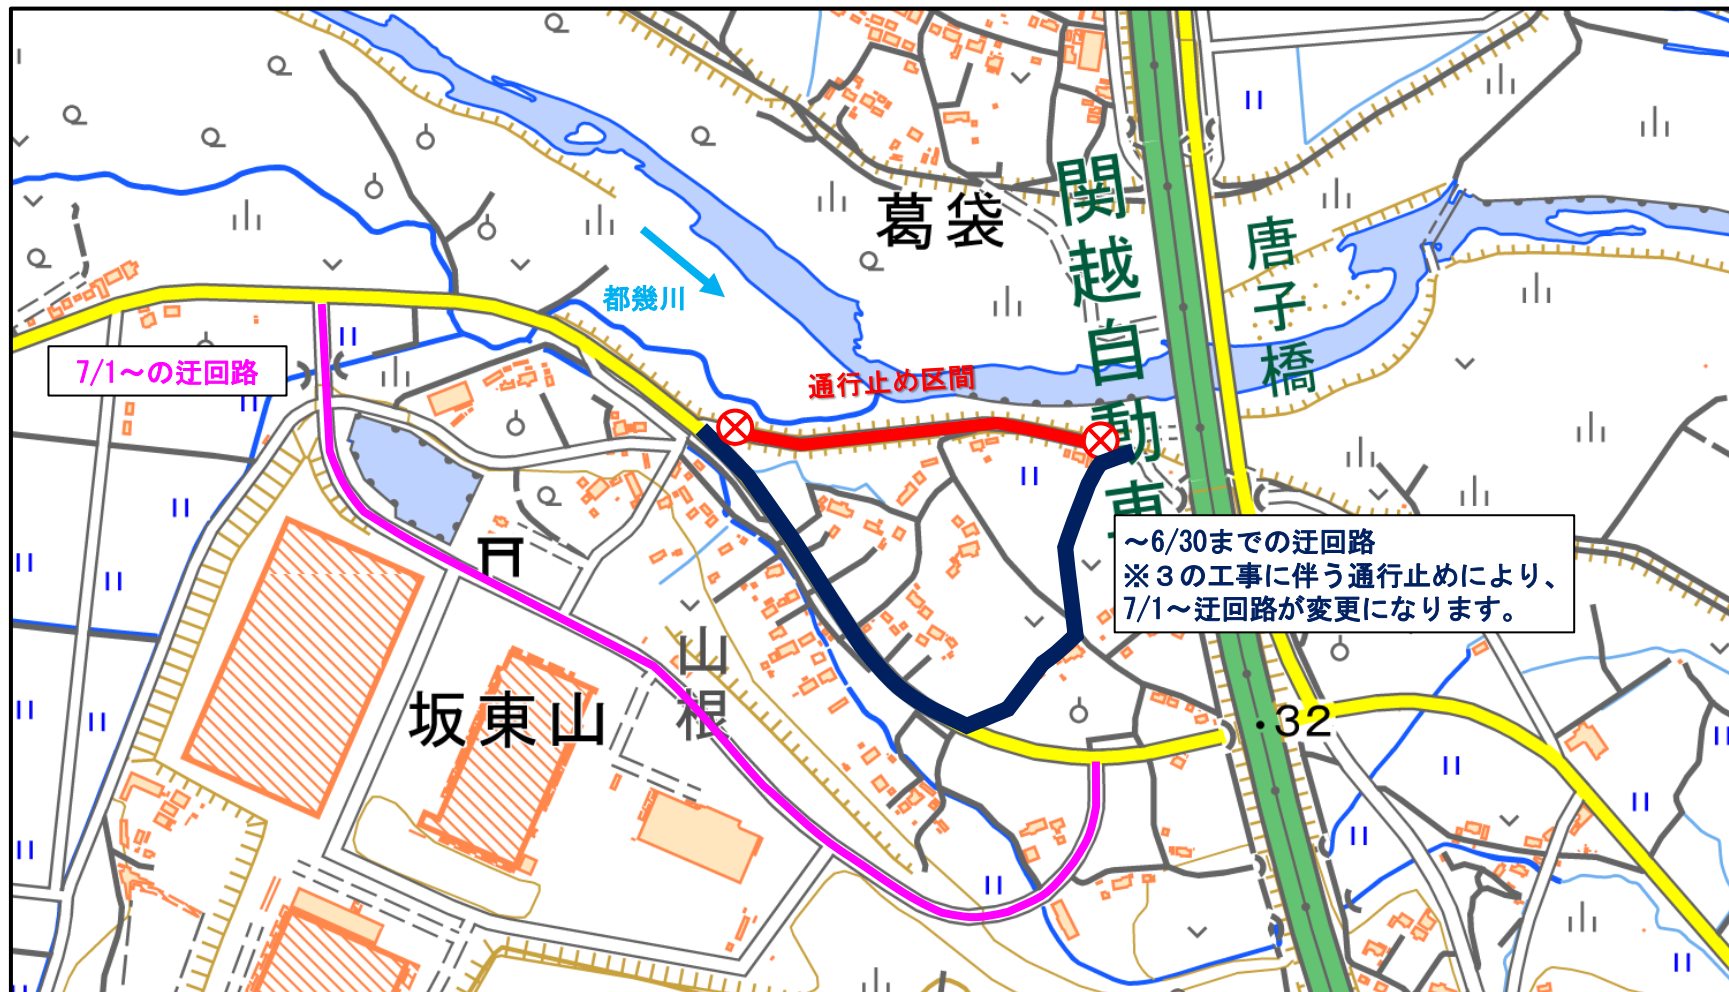 葛袋
関越自動車
唐子橋
都幾川
7/1～の迂回路
通行止め区間
～6/30までの迂回路
※３の工事に伴う通行止めにより、
7/1～迂回路が変更になります。
山根
坂東山
・32